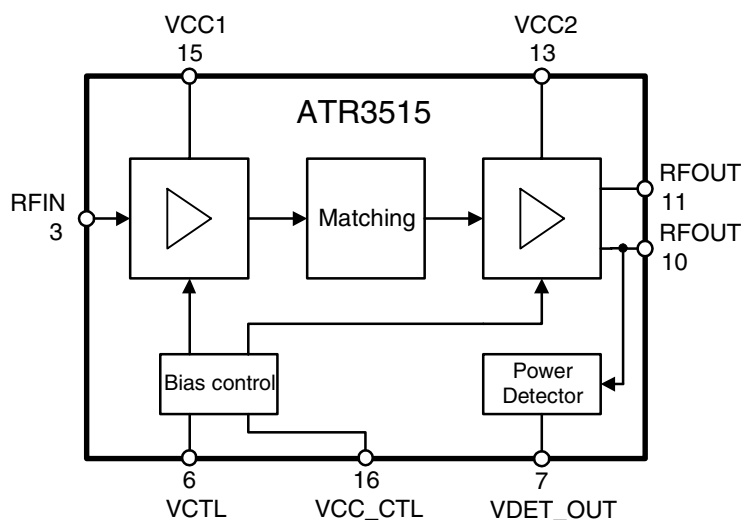 VCC1
15
VCC2
13
ATR3515
RFIN
3
Matching
RFOUT
11
RFOUT
10
Bias control
Power
Detector
6
VCTL
16
VCC_CTL
7
VDET_OUT